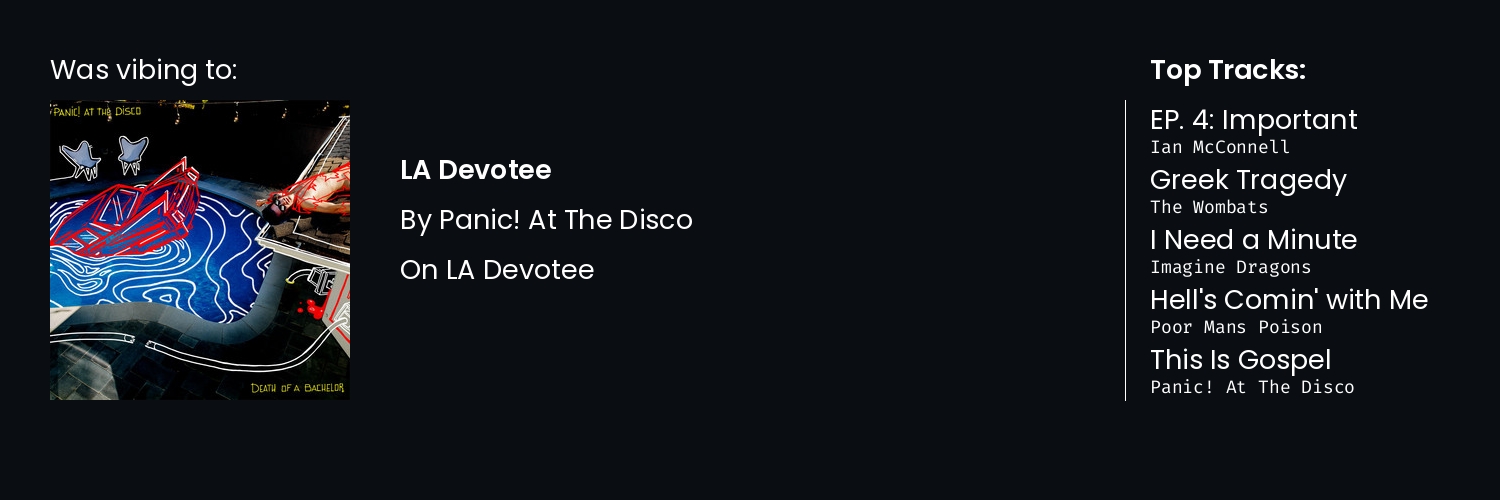 Was vibing to:
PANIC! AT THE DISCO
DEATH OF A BACHELOR
LA Devotee
By Panic! At The Disco
On LA Devotee
Top Tracks:
EP. 4: Important
Ian McConnell
Greek Tragedy
The Wombats
I Need a Minute
Imagine Dragons
Hell's Comin' with Me
Poor Mans Poison
This Is Gospel
Panic! At The Disco